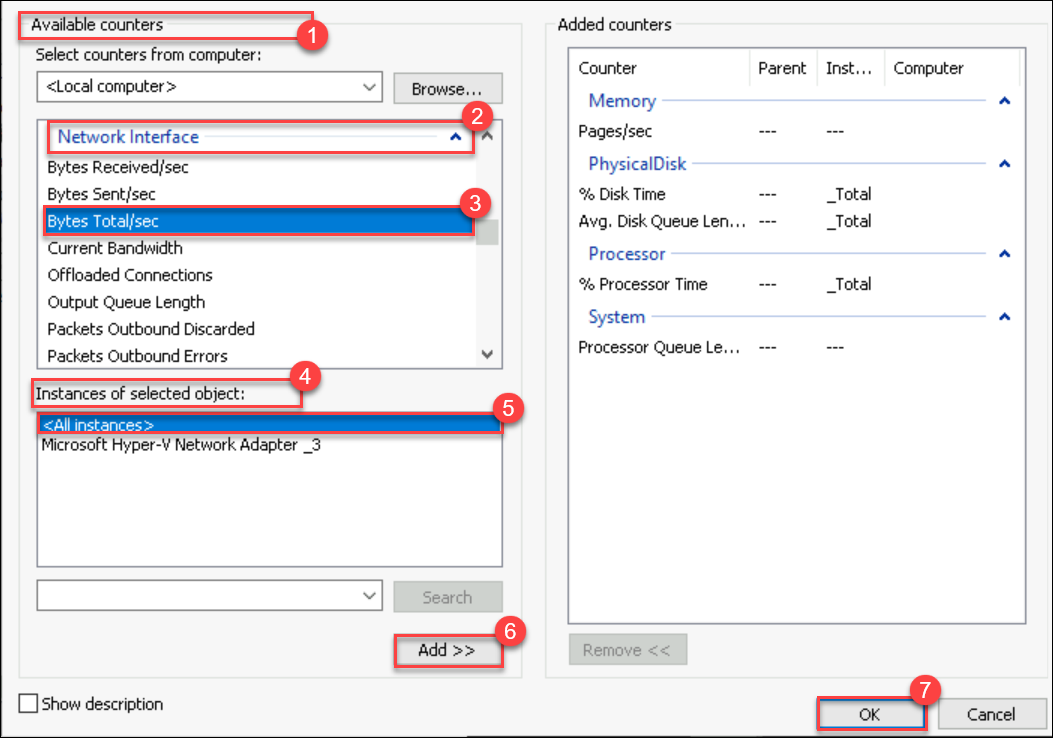 Available counters
1
Select counters from computer:
<Local computer>
Browse...
2
Network Interface
Bytes Received/sec
Bytes Sent/sec
3
Bytes Total/sec
Current Bandwidth
Offloaded Connections
Output Queue Length
Packets Outbound Discarded
Packets Outbound Errors
4
Instances of selected object:
5
<All instances>
Microsoft Hyper-V Network Adapter _3
Search
6
Add >>
Show description
Added counters
Counter Parent Inst... Computer
Memory
Pages/sec --- ---
PhysicalDisk
% Disk Time --- _Total
Avg. Disk Queue Len... --- _Total
Processor
% Processor Time --- _Total
System
Processor Queue Le... --- ---
Remove <<
7
OK
Cancel